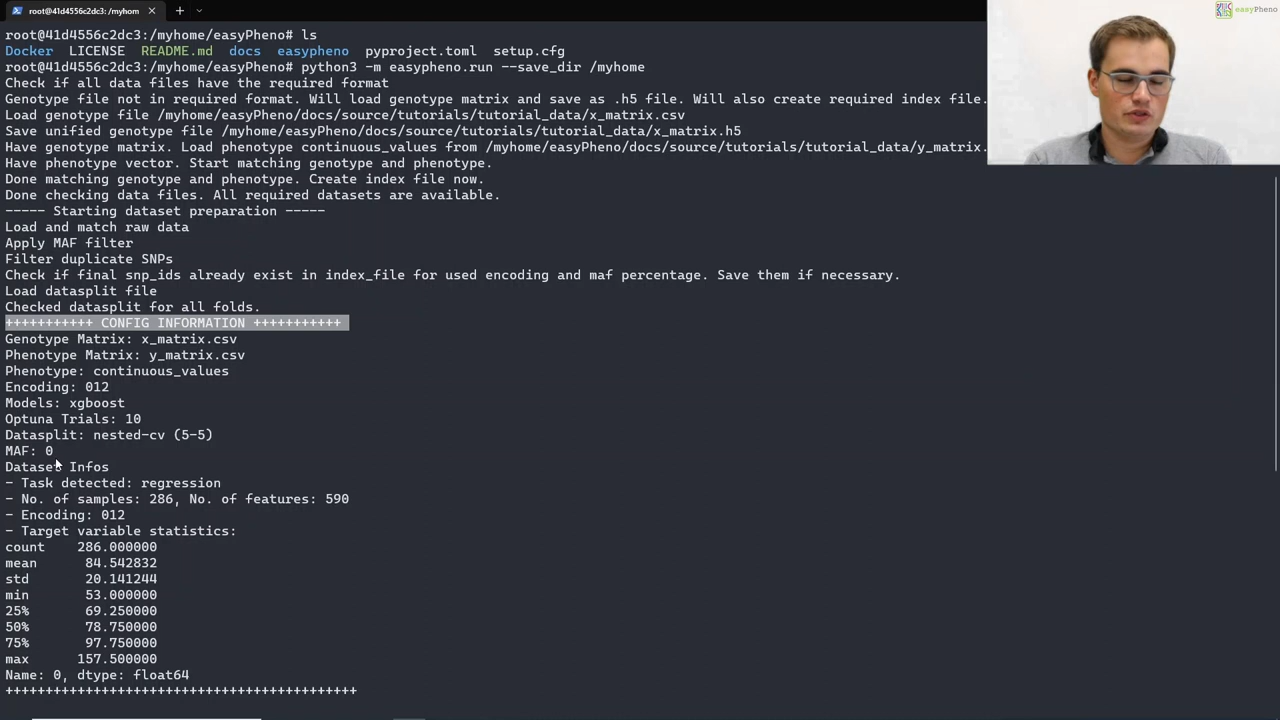 root@41d4556c2dc3: /myhom
easyPheno
root@41d4556c2dc3:/myhome/easyPheno# ls
Docker LICENSE README.md docs easypheno pyproject.toml setup.cfg
root@41d4556c2dc3:/myhome/easyPheno# python3 -m easypheno.run --save_dir /myhome
Check if all data files have the required format
Genotype file not in required format. Will load genotype matrix and save as .h5 file. Will also create required index file.
Load genotype file /myhome/easyPheno/docs/source/tutorials/tutorial_data/x_matrix.csv
Save unified genotype file /myhome/easyPheno/docs/source/tutorials/tutorial_data/x_matrix.h5
Have genotype matrix. Load phenotype continuous_values from /myhome/easyPheno/docs/source/tutorials/tutorial_data/y_matrix.
Have phenotype vector. Start matching genotype and phenotype.
Done matching genotype and phenotype. Create index file now.
Done checking data files. All required datasets are available.
----- Starting dataset preparation -----
Load and match raw data
Apply MAF filter
Filter duplicate SNPs
Check if final snp_ids already exist in index_file for used encoding and maf percentage. Save them if necessary.
Load datasplit file
Checked datasplit for all folds.
+++++++++++ CONFIG INFORMATION +++++++++++
Genotype Matrix: x_matrix.csv
Phenotype Matrix: y_matrix.csv
Phenotype: continuous_values
Encoding: 012
Models: xgboost
Optuna Trials: 10
Datasplit: nested-cv (5-5)
MAF: 0
Dataset Infos
- Task detected: regression
- No. of samples: 286, No. of features: 590
- Encoding: 012
- Target variable statistics:
count 286.000000
mean 84.542832
std 20.141244
min 53.000000
25% 69.250000
50% 78.750000
75% 97.750000
max 157.500000
Name: 0, dtype: float64
++++++++++++++++++++++++++++++++++++++++++++